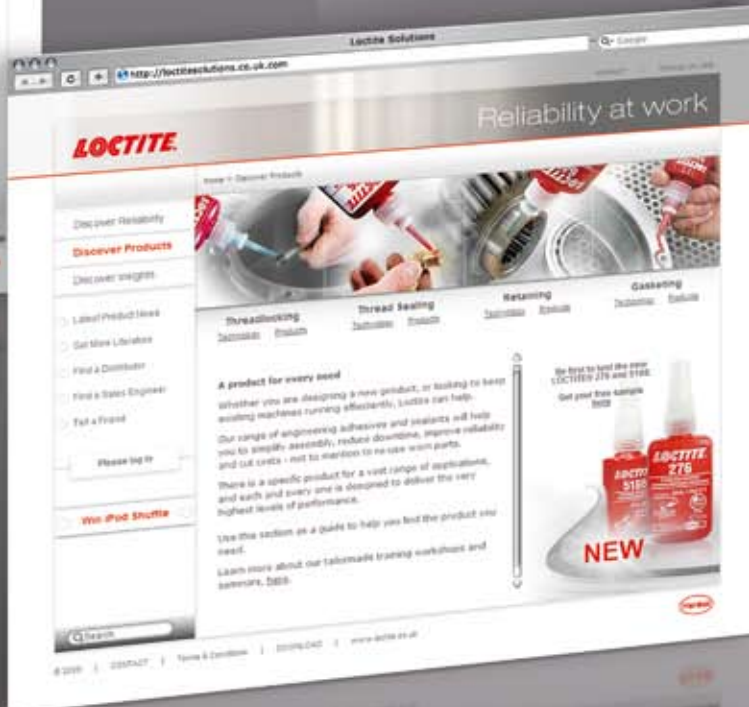 Loctite Solutions
Google
http://loctitesolutions.co.uk.com
Reliability at work
LOCTITE.
Home > Discover Products
Discover Reliability
Discover Products
Discover Insights
Latest Product News
Get More Literature
Find a Distributor
Find a Sales Engineer
Tell a Friend
Please log in
Win iPod Shuffle
Search
Threadlocking
Technology Products
Thread Sealing
Technology Products
Retaining
Technology Products
Gasketing
Technology Products
A product for every need
Whether you are designing a new product, or looking to keep
existing machines running effectively, Loctite can help.
Our range of engineering adhesives and sealants will help
you to simplify assembly, reduce downtime, improve reliability
and cut costs - not to mention to re-use worn parts.
There is a specific product for a vast range of applications,
and each and every one is designed to deliver the very
highest levels of performance.
Use this section as a guide to help you find the product you
need.
Learn more about our tailormade training workshops and
seminars, here.
Be first to test the new
LOCTITE® 276 and 5188.
Get your free sample
here
LOCTITE
5188
LOCTITE
276
NEW
Henkel
CONTACT | Terms & Conditions | DOWNLOAD | www.loctite.co.uk